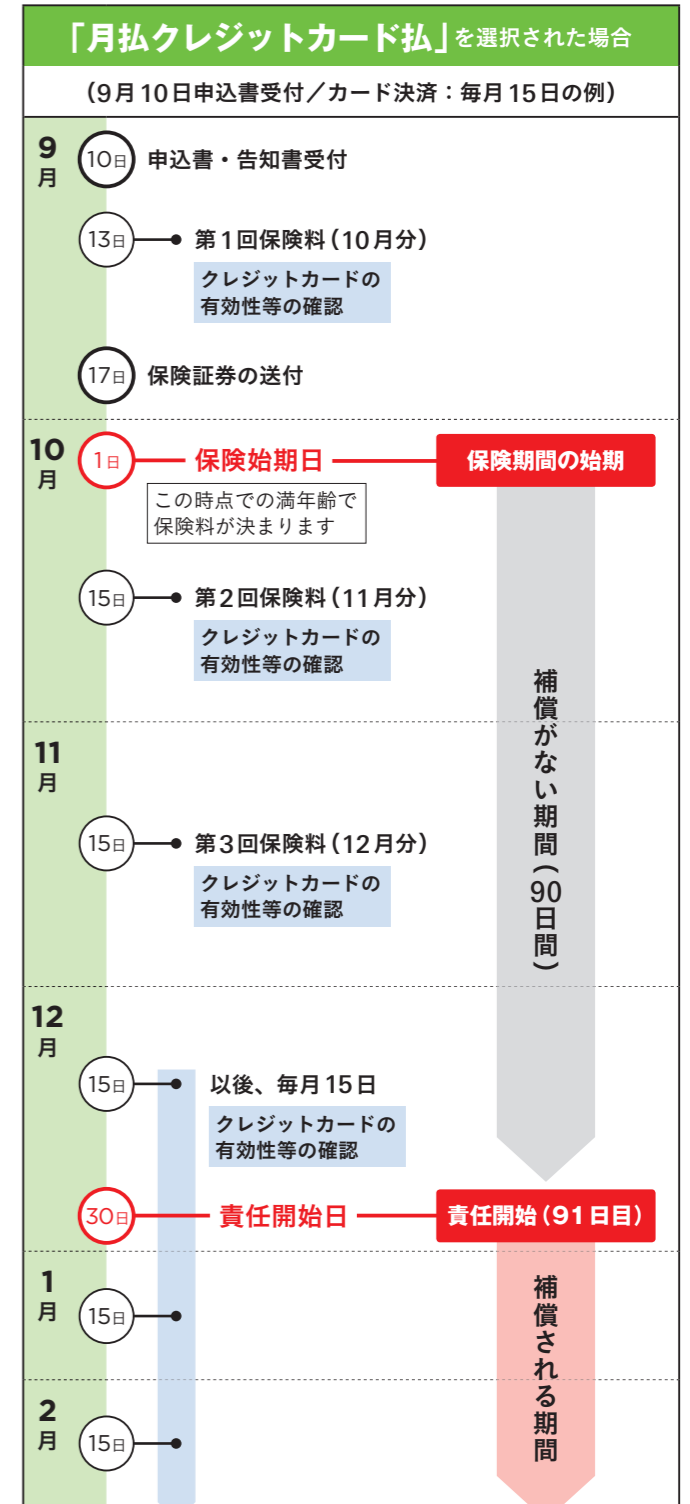 「月払クレジットカード払」を選択された場合
（9月10日申込書受付／カード決済：毎月15日の例）
9月
10日 申込書・告知書受付
13日 第1回保険料（10月分）
クレジットカードの
有効性等の確認
17日 保険証券の送付
10月
1日 保険始期日 保険期間の始期
この時点での満年齢で
保険料が決まります
15日 第2回保険料（11月分）
クレジットカードの
有効性等の確認
補償がない期間（90日間）
11月
15日 第3回保険料（12月分）
クレジットカードの
有効性等の確認
12月
15日 以後、毎月15日
クレジットカードの
有効性等の確認
30日 責任開始日 責任開始（91日目）
1月
15日
補償される期間
2月
15日